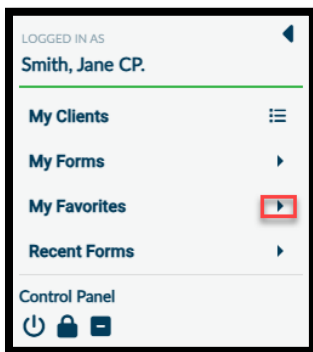 LOGGED IN AS
Smith, Jane CP.
My Clients
My Forms
My Favorites
Recent Forms
Control Panel